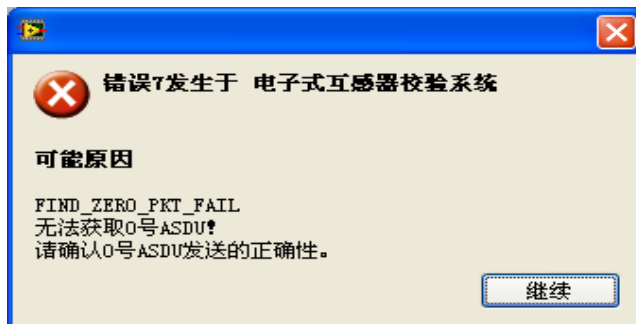 错误7发生于 电子式互感器校验系统
可能原因
FIND_ZERO_PKT_FAIL
无法获取0号ASDU!
请确认0号ASDU发送的正确性。
继续